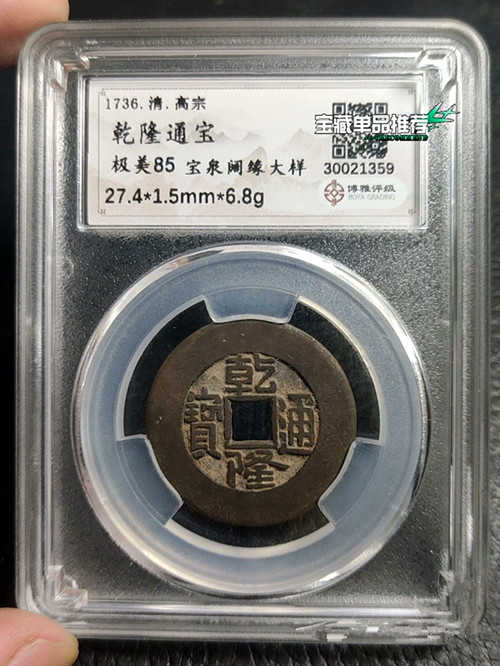 1736.清.高宗
宝藏单品推荐
乾隆通宝
极美85 宝泉阔缘大样
30021359
27.4*1.5mm*6.8g
博雅评级
BOYA GRADING
乾
隆
通
寶